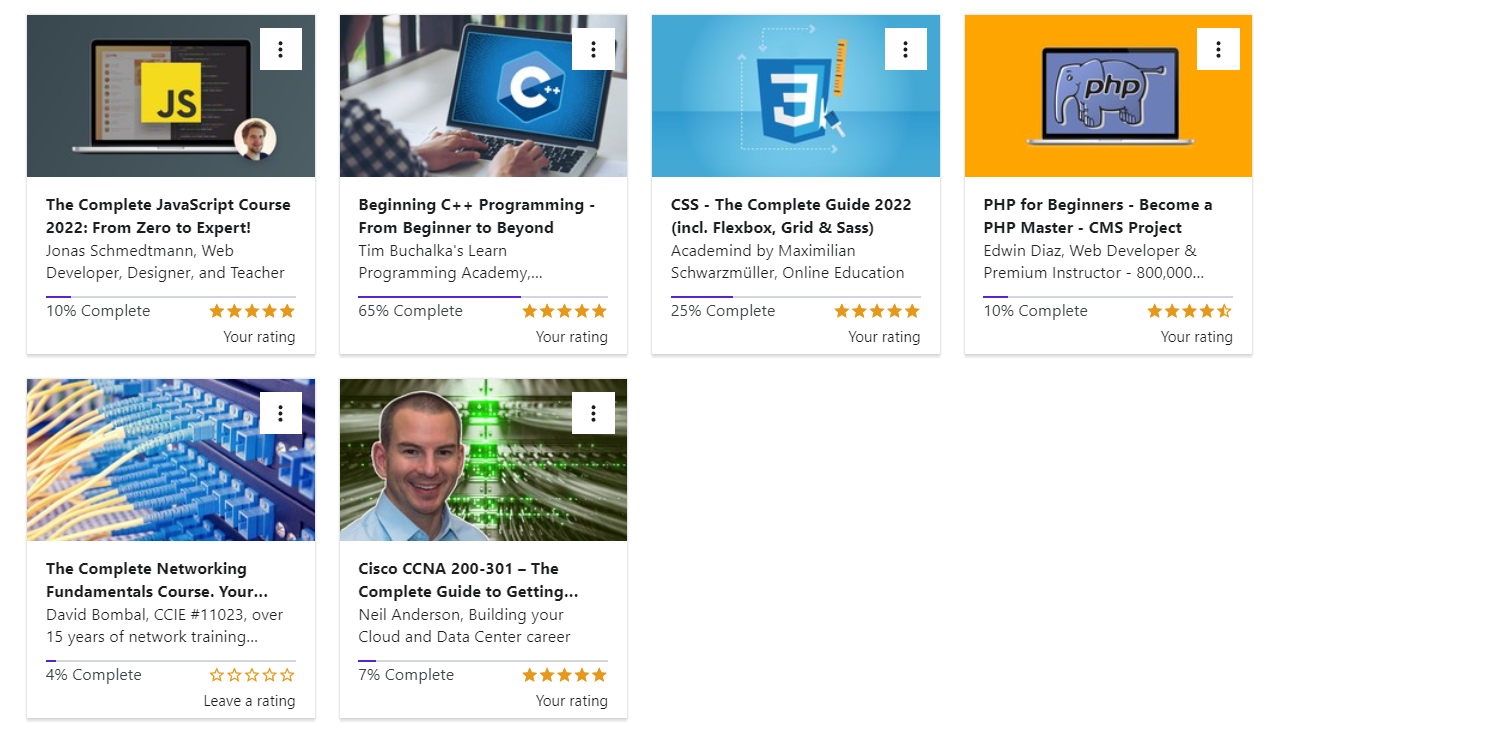 JS
The Complete JavaScript Course
2022: From Zero to Expert!
Jonas Schmedtmann, Web
Developer, Designer, and Teacher
10% Complete
Your rating
C++
Beginning C++ Programming -
From Beginner to Beyond
Tim Buchalka's Learn
Programming Academy,...
65% Complete
Your rating
3
CSS - The Complete Guide 2022
(incl. Flexbox, Grid & Sass)
Academind by Maximilian
Schwarzmüller, Online Education
25% Complete
Your rating
php
PHP for Beginners - Become a
PHP Master - CMS Project
Edwin Diaz, Web Developer &
Premium Instructor - 800,000...
10% Complete
Your rating
The Complete Networking
Fundamentals Course. Your...
David Bombal, CCIE #11023, over
15 years of network training...
4% Complete
Leave a rating
Cisco CCNA 200-301 – The
Complete Guide to Getting...
Neil Anderson, Building your
Cloud and Data Center career
7% Complete
Your rating